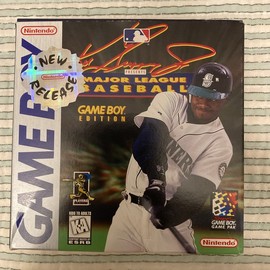 Nintendo
GAME BOY
NEW
RELEASE
PRESENTS
MAJOR LEAGUE
BASEBALL
GAME BOY
EDITION
KIDS TO ADULTS
ESRB
GAME BOY
GAME PAK
Nintendo